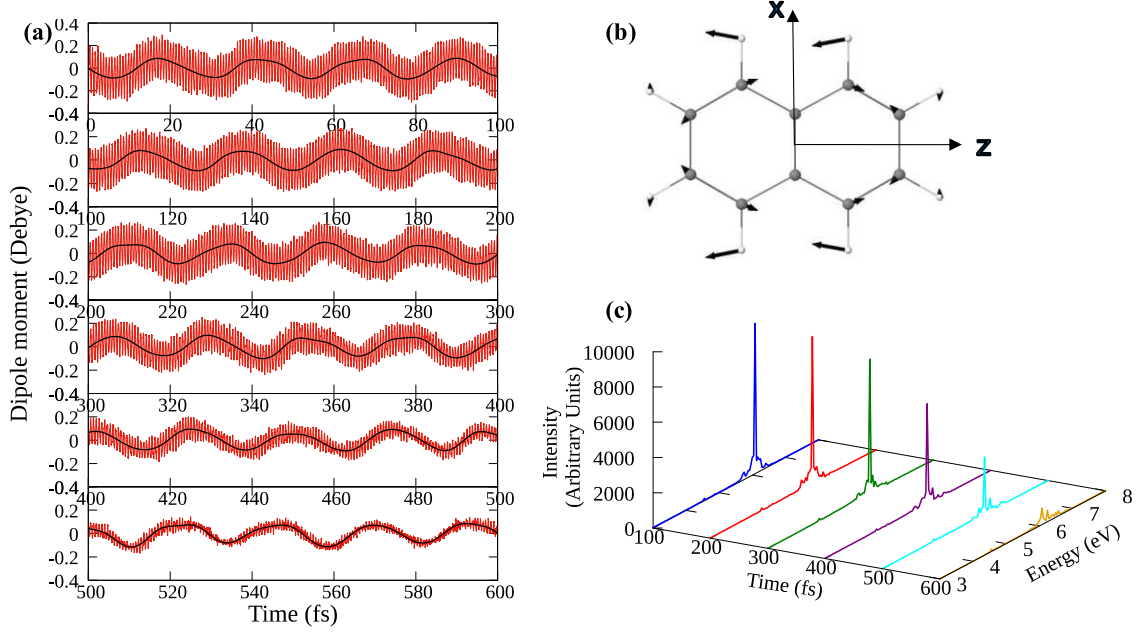 (a)
Dipole moment (Debye)
0.4
0.2
0
-0.2
-0.4
0 20 40 60 80 100
0.2
0
-0.2
-0.4
100 120 140 160 180 200
0.2
0
-0.2
-0.4
200 220 240 260 280 300
0.2
0
-0.2
-0.4
300 320 340 360 380 400
0.2
0
-0.2
-0.4
400 420 440 460 480 500
0.2
0
-0.2
-0.4
500 520 540 560 580 600
Time (fs)
(b)
X
Z
(c)
Intensity
(Arbitrary Units)
10000
8000
6000
4000
2000
0
100 200 300 400 500 600
Time (fs)
3 4 5 6 7 8
Energy (eV)